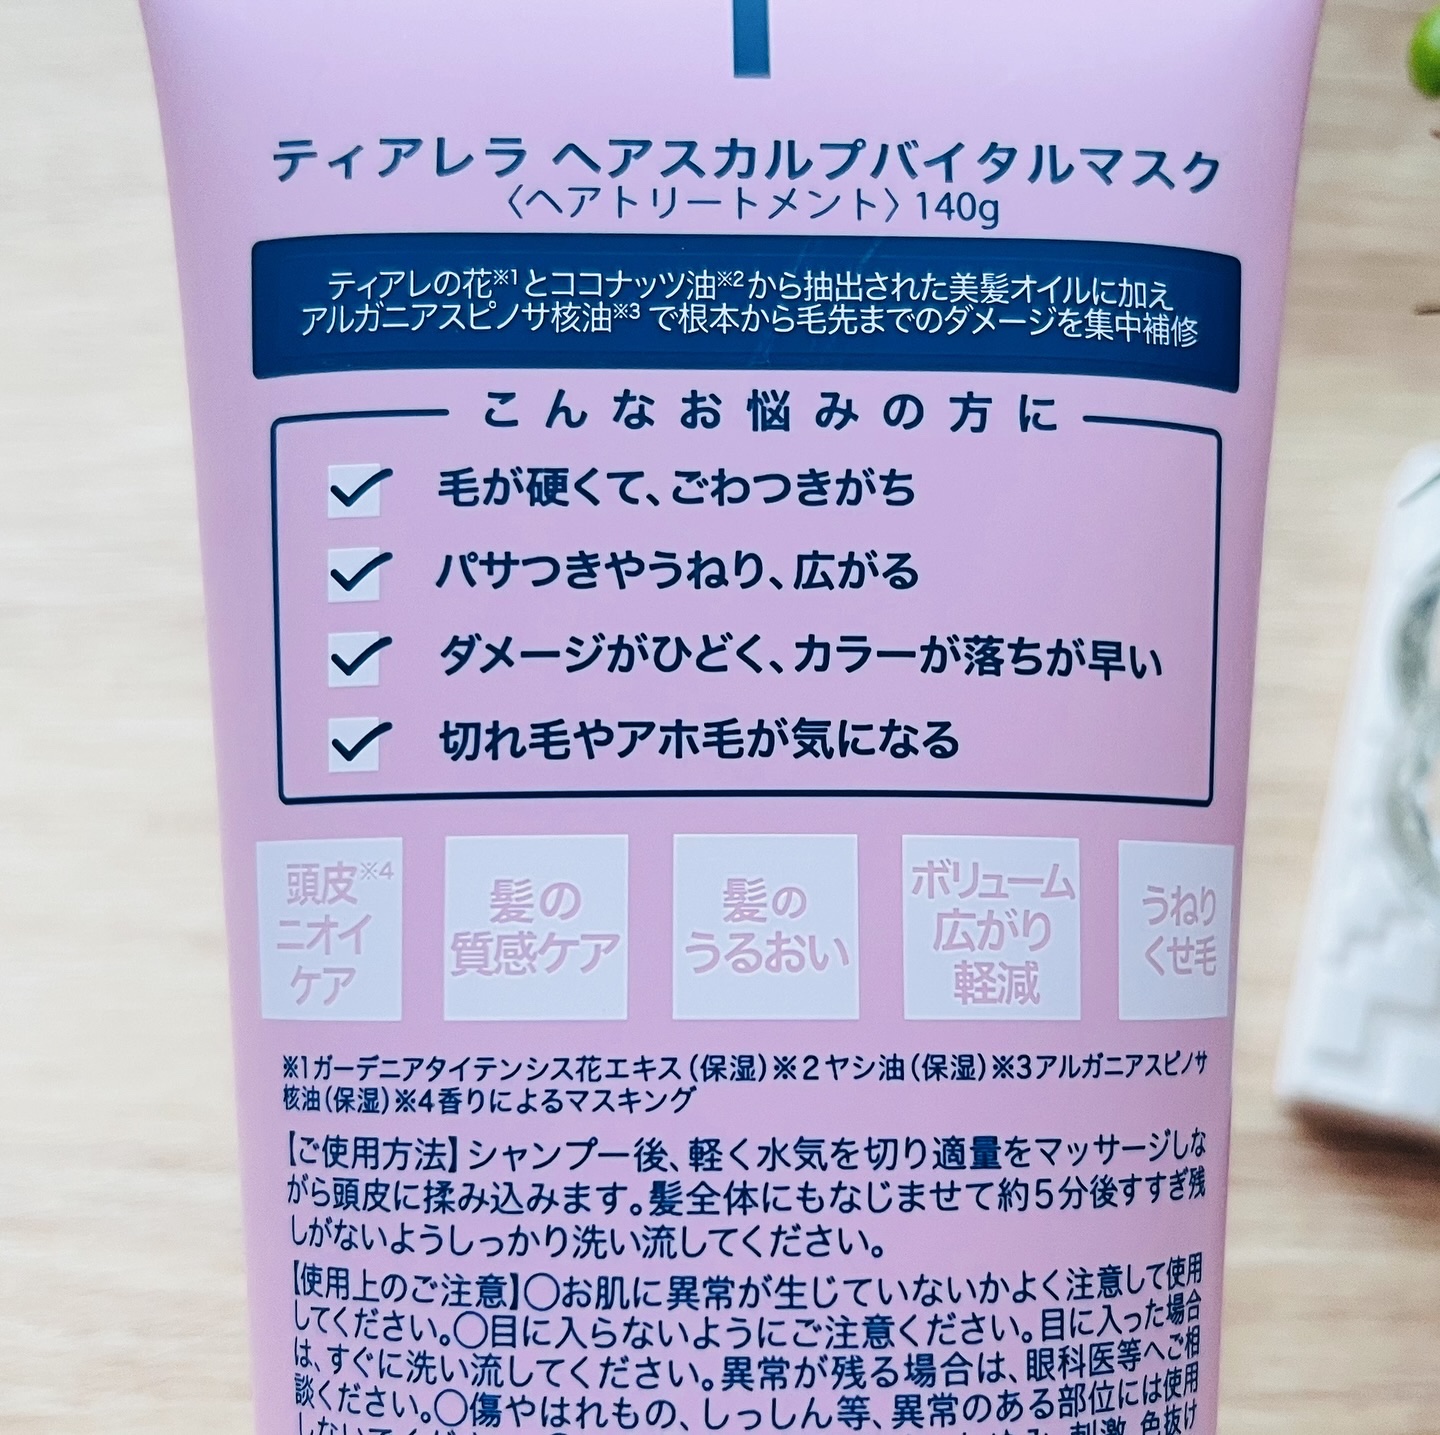 ティアレラ ヘアスカルプバイタルマスク
〈ヘアトリートメント〉140g
ティアレの花※1とココナッツ油※2から抽出された美髪オイルに加え
アルガニアスピノサ核油※3で根本から毛先までのダメージを集中補修
こんなお悩みの方に
毛が硬くて、ごわつきがち
パサつきやうねり、広がる
ダメージがひどく、カラーが落ちが早い
切れ毛やアホ毛が気になる
頭皮※4
ニオイ
ケア
髪の
質感ケア
髪の
うるおい
ボリューム
広がり
軽減
うねり
くせ毛
※1ガーデニアタイテンシス花エキス(保湿)※2ヤシ油(保湿)※3アルガニアスピノサ
核油(保湿)※4香りによるマスキング
【ご使用方法】シャンプー後、軽く水気を切り適量をマッサージしな
がら頭皮に揉み込みます。髪全体にもなじませて約5分後すすぎ残
しがないようしっかり洗い流してください。
【使用上のご注意】○お肌に異常が生じていないかよく注意して使用
してください。○目に入らないようにご注意ください。目に入った場合
は、すぐに洗い流してください。異常が残る場合は、眼科医等へご相
談ください。○傷やはれもの、しっしん等、異常のある部位には使用
しないでくだ
刺激、色抜け